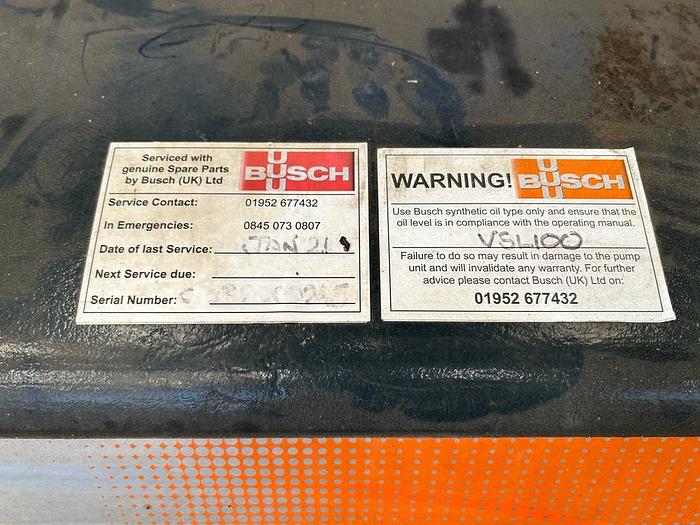 Serviced with
genuine Spare Parts
by Busch (UK) Ltd
BUSCH
Service Contact: 01952 677432
In Emergencies: 0845 073 0807
Date of last Service: JAN 21
Next Service due:
Serial Number: C
WARNING! BUSCH
Use Busch synthetic oil type only and ensure that the
oil level is in compliance with the operating manual.
VSL100
Failure to do so may result in damage to the pump
unit and will invalidate any warranty. For further
advice please contact Busch (UK) Ltd on:
01952 677432